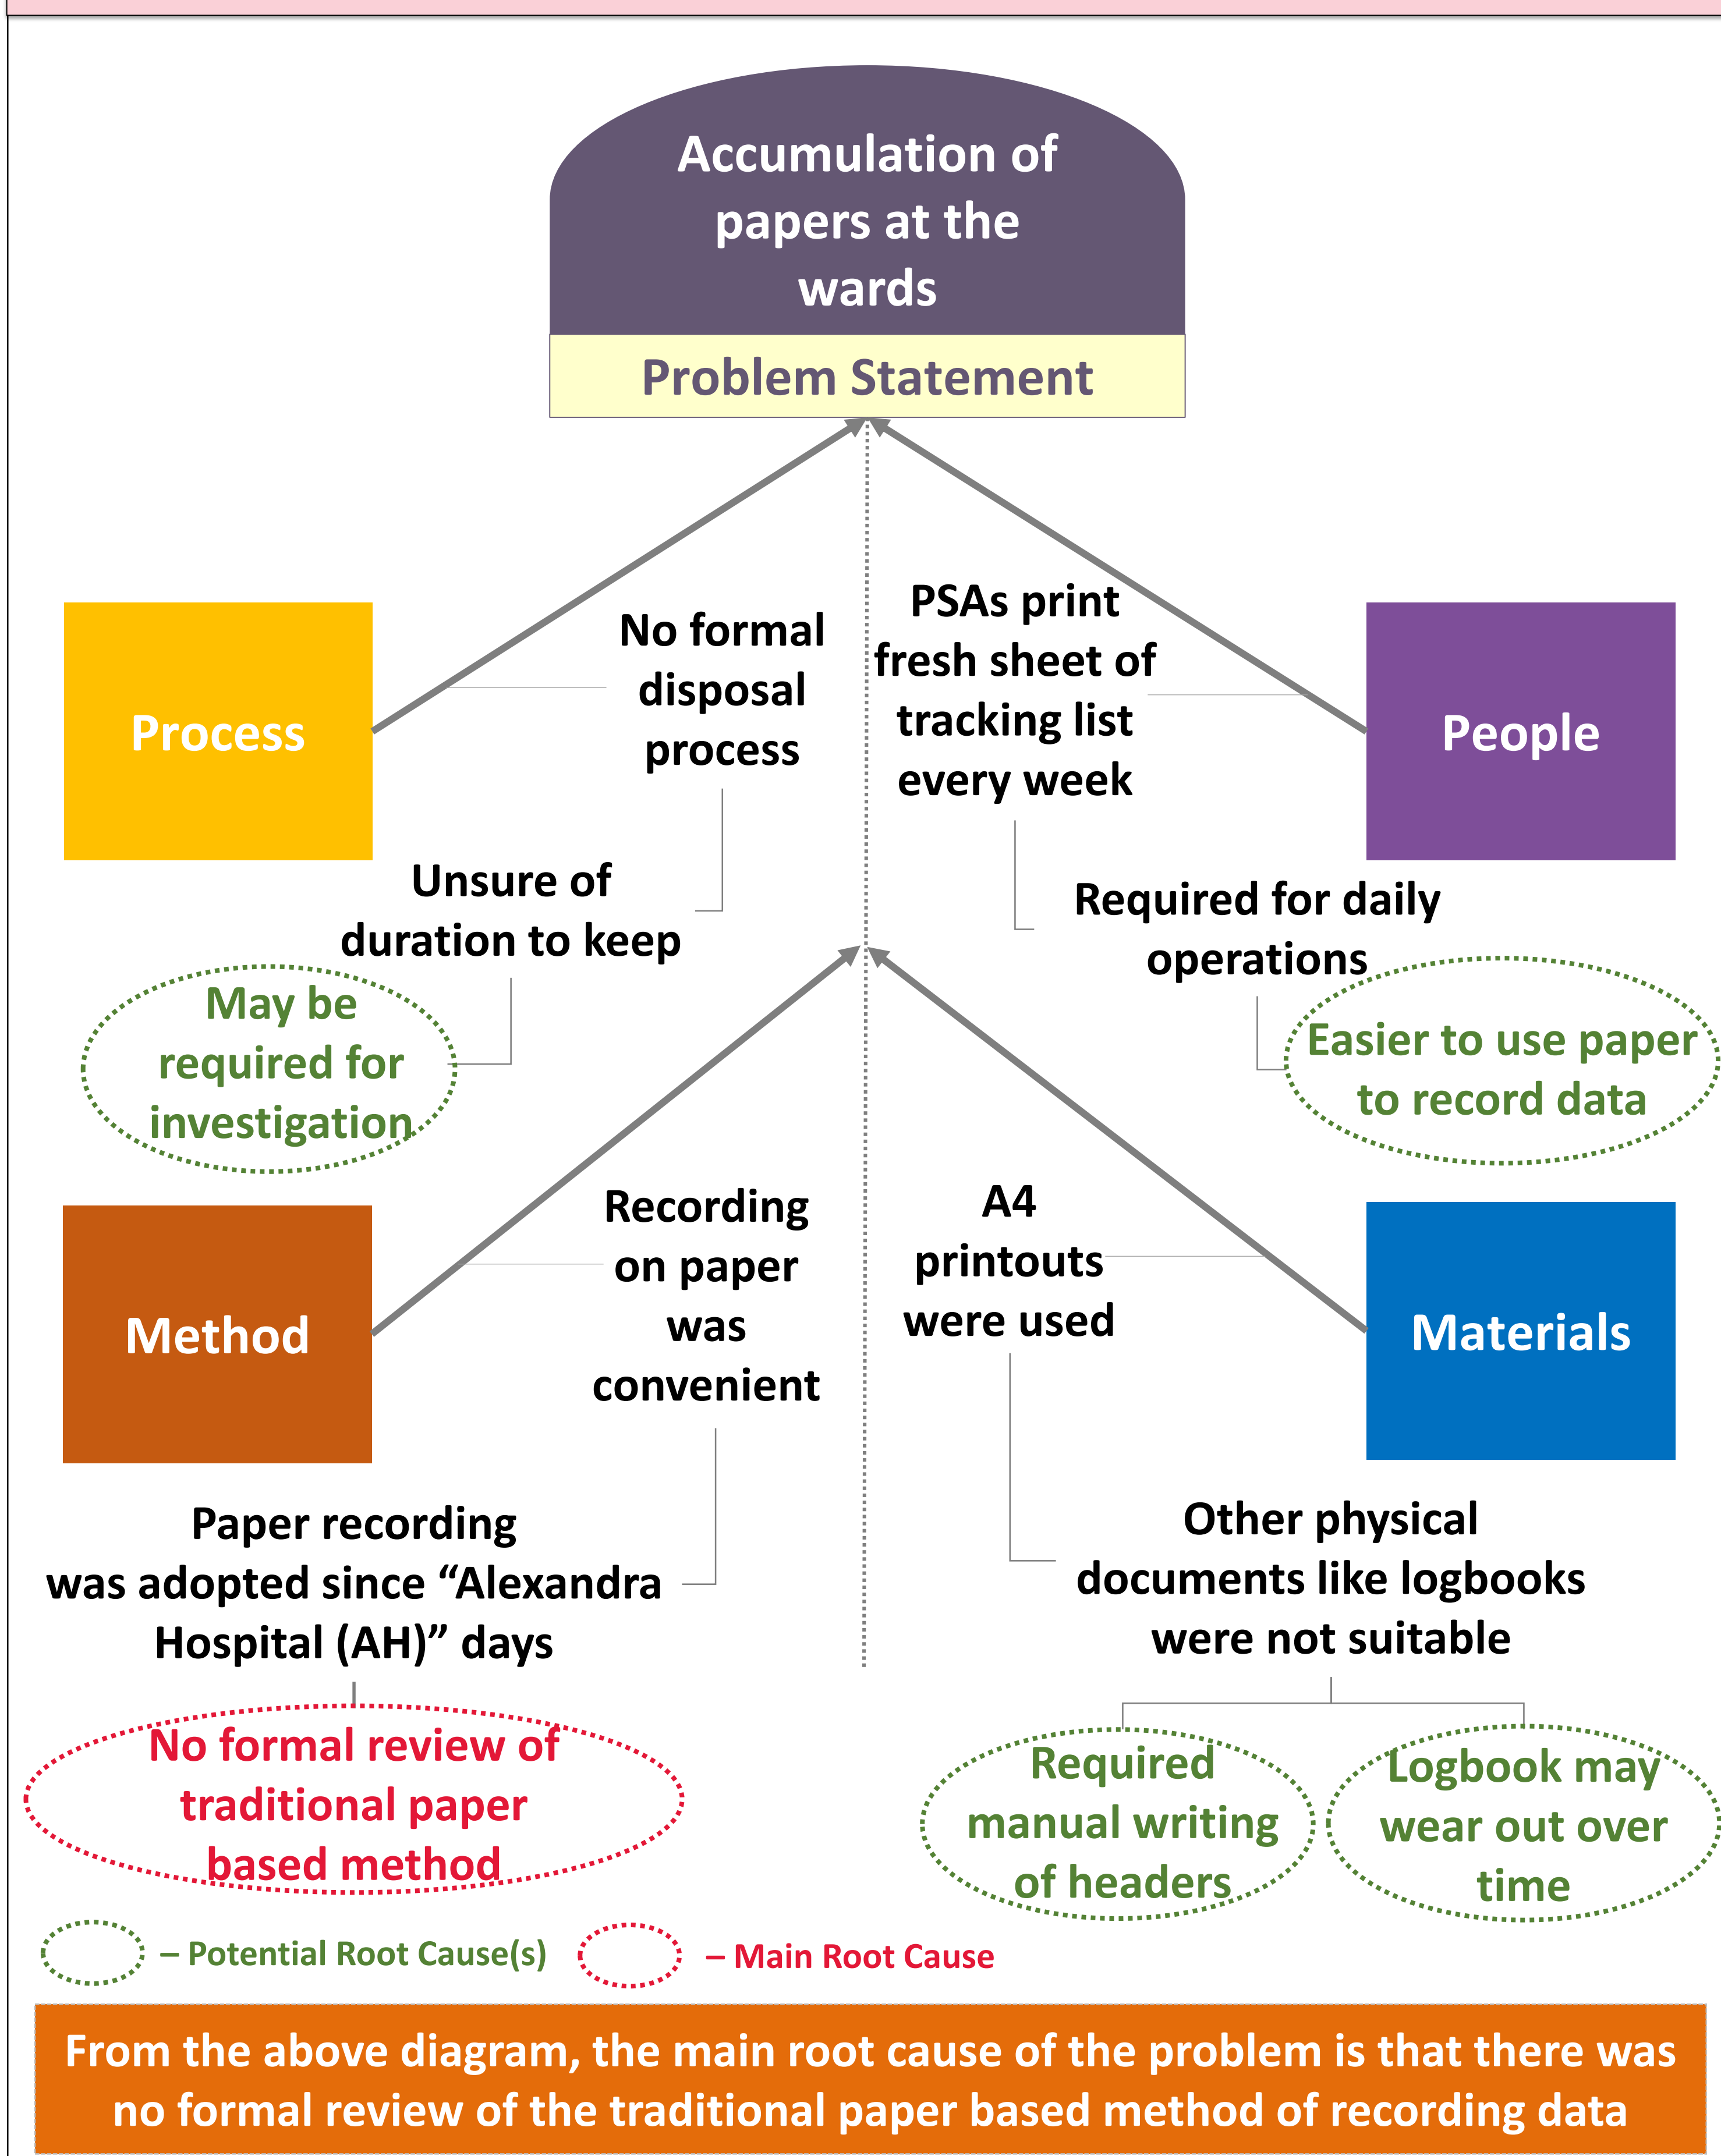 Accumulation of
papers at the
wards
Problem Statement
Process
No formal
disposal
process
Unsure of
duration to keep
May be
required for
investigation
PSAs print
fresh sheet of
tracking list
every week
People
Required for daily
operations
Easier to use paper
to record data
Method
Recording
on paper
was
convenient
Paper recording
was adopted since “Alexandra
Hospital (AH)” days
No formal review of
traditional paper
based method
A4
printouts
were used
Materials
Other physical
documents like logbooks
were not suitable
Required
manual writing
of headers
Logbook may
wear out over
time
– Potential Root Cause(s)
– Main Root Cause
From the above diagram, the main root cause of the problem is that there was
no formal review of the traditional paper based method of recording data